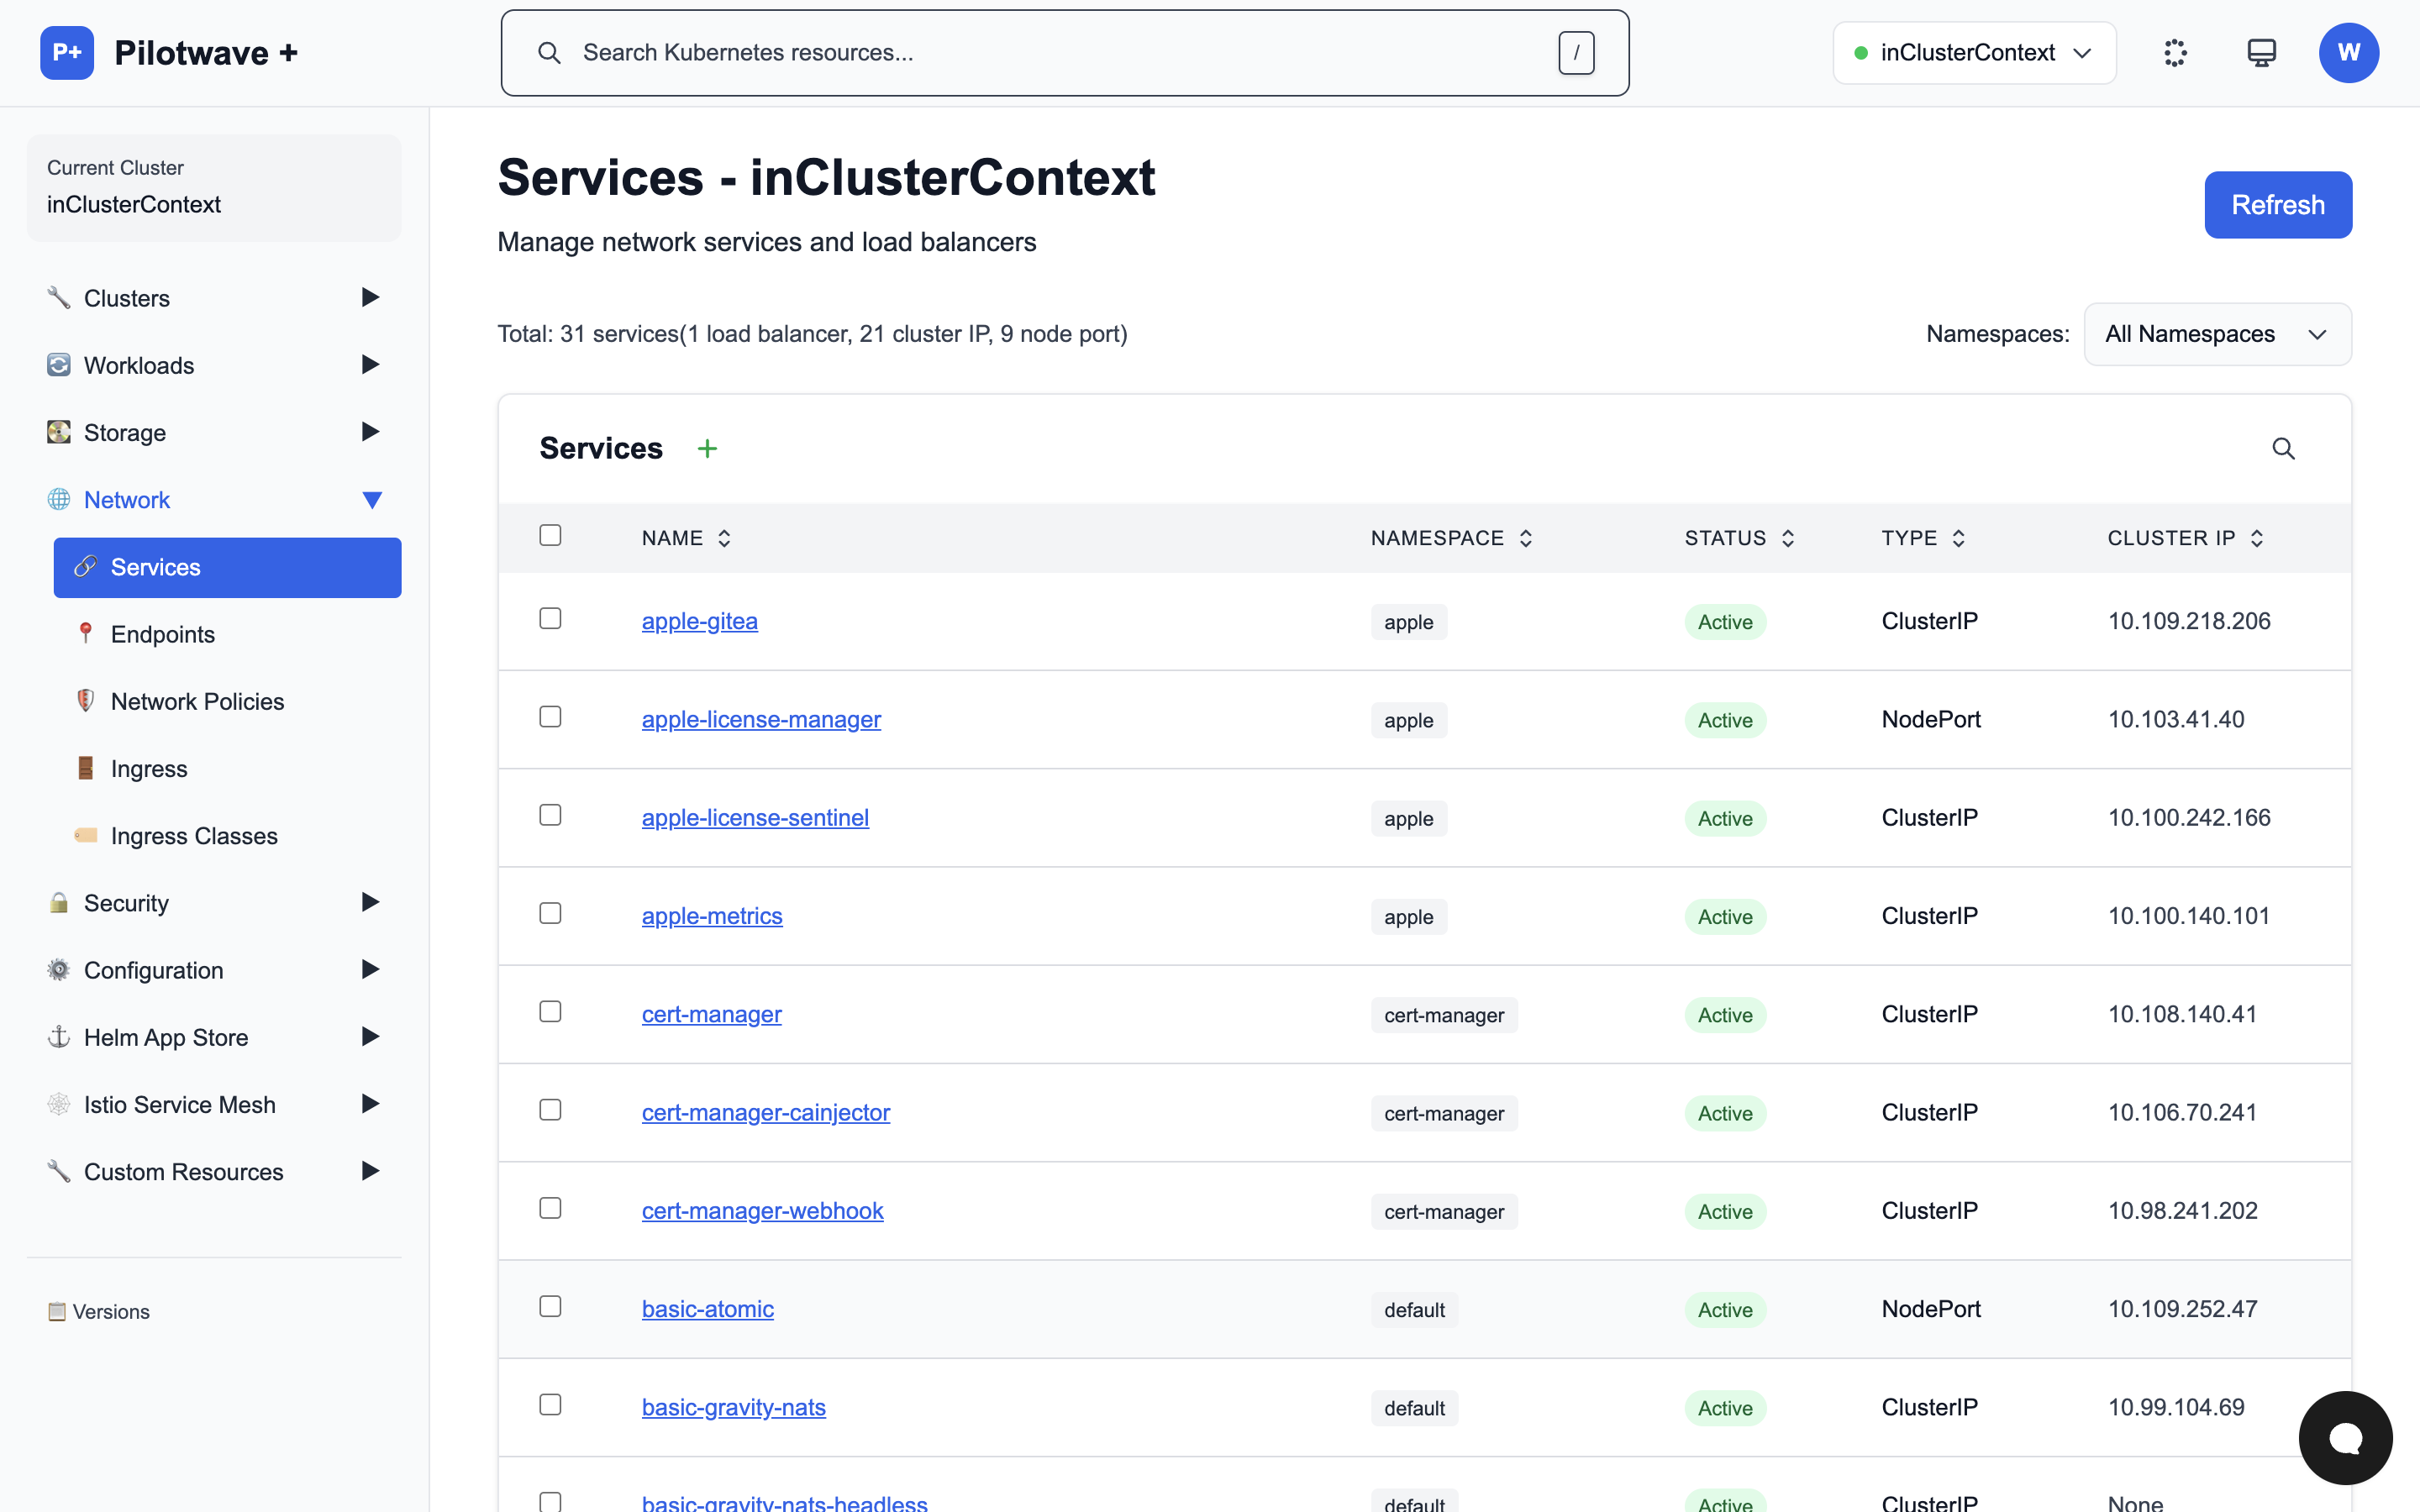 P+ Pilotwave +
Search Kubernetes resources... /
inClusterContext
W
Current Cluster
inClusterContext
Clusters
Workloads
Storage
Network
Services
Endpoints
Network Policies
Ingress
Ingress Classes
Security
Configuration
Helm App Store
Istio Service Mesh
Custom Resources
Versions
Services - inClusterContext
Manage network services and load balancers
Refresh
Total: 31 services(1 load balancer, 21 cluster IP, 9 node port)
Namespaces: All Namespaces
Services +
NAME NAMESPACE STATUS TYPE CLUSTER IP
apple-gitea apple Active ClusterIP 10.109.218.206
apple-license-manager apple Active NodePort 10.103.41.40
apple-license-sentinel apple Active ClusterIP 10.100.242.166
apple-metrics apple Active ClusterIP 10.100.140.101
cert-manager cert-manager Active ClusterIP 10.108.140.41
cert-manager-cainjector cert-manager Active ClusterIP 10.106.70.241
cert-manager-webhook cert-manager Active ClusterIP 10.98.241.202
basic-atomic default Active NodePort 10.109.252.47
basic-gravity-nats default Active ClusterIP 10.99.104.69
basic-gravity-nats-headless default Active ClusterIP None